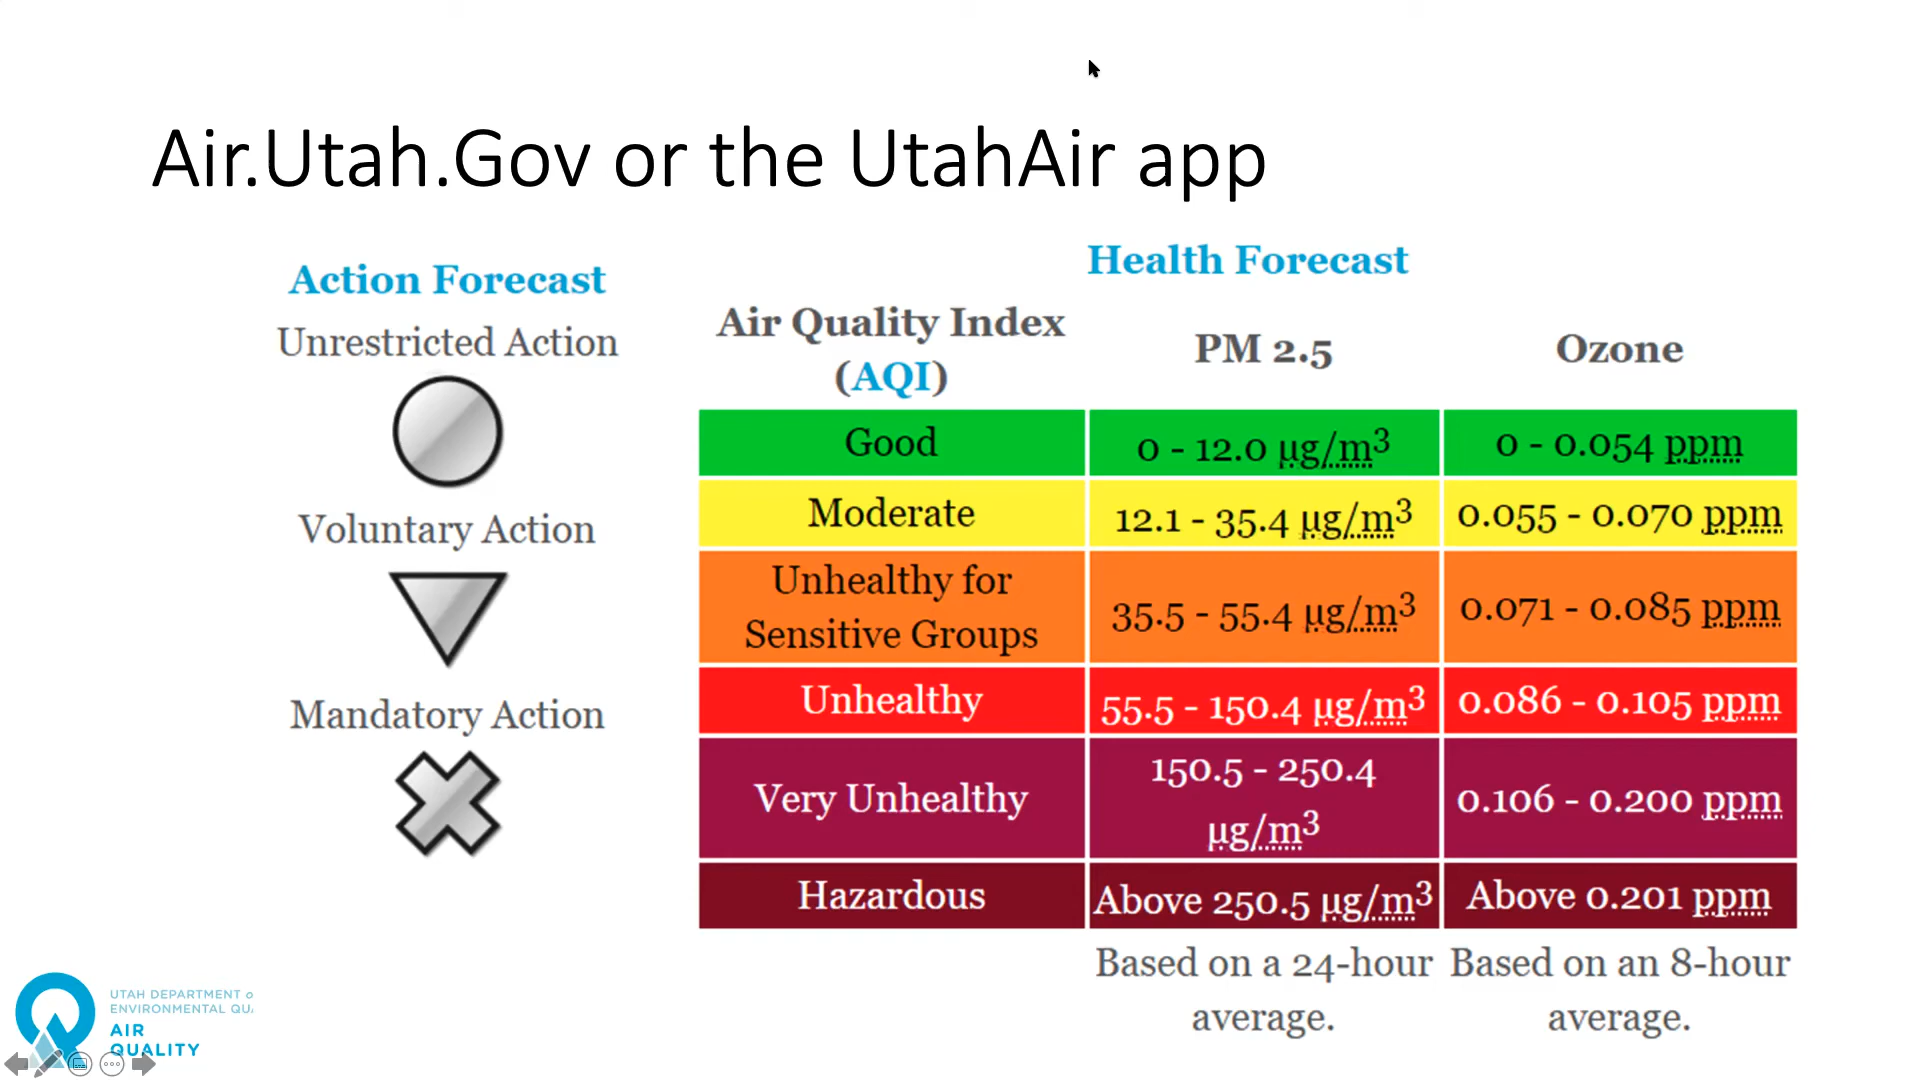 Air.Utah.Gov or the UtahAir app
Action Forecast
Unrestricted Action
Voluntary Action
Mandatory Action
Health Forecast
Air Quality Index
(AQI)
PM 2.5
Ozone
Good
0 - 12.0 µg/m³
0 - 0.054 ppm
Moderate
12.1 - 35.4 µg/m³
0.055 - 0.070 ppm
Unhealthy for
Sensitive Groups
35.5 - 55.4 µg/m³
0.071 - 0.085 ppm
Unhealthy
55.5 - 150.4 µg/m³
0.086 - 0.105 ppm
Very Unhealthy
150.5 - 250.4
µg/m³
0.106 - 0.200 ppm
Hazardous
Above 250.5 µg/m³
Above 0.201 ppm
Based on a 24-hour
average.
Based on an 8-hour
average.
UTAH DEPARTMENT o
ENVIRONMENTAL QUA
AIR
QUALITY